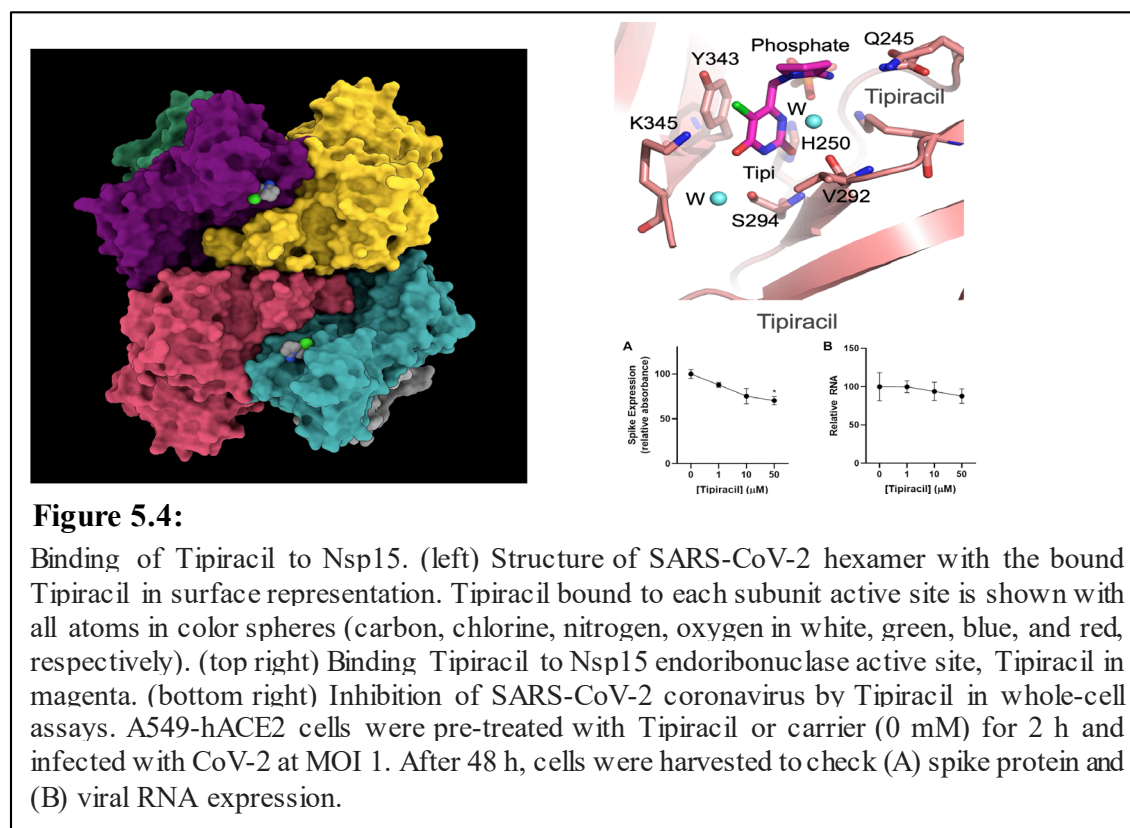 Phosphate
Q245
Y343
Tipiracil
W
K345
H250
Tipi
V292
W
S294
Tipiracil
A
B
Spike Expression
(relative absorbance)
100
50
0
0 1 10 50
[Tipiracil] (μM)
*
Relative RNA
150
100
50
0
0 1 10 50
[Tipiracil] (μM)
Figure 5.4:
Binding of Tipiracil to Nsp15. (left) Structure of SARS-CoV-2 hexamer with the bound
Tipiracil in surface representation. Tipiracil bound to each subunit active site is shown with
all atoms in color spheres (carbon, chlorine, nitrogen, oxygen in white, green, blue, and red,
respectively). (top right) Binding Tipiracil to Nsp15 endoribonuclease active site, Tipiracil in
magenta. (bottom right) Inhibition of SARS-CoV-2 coronavirus by Tipiracil in whole-cell
assays. A549-hACE2 cells were pre-treated with Tipiracil or carrier (0 mM) for 2 h and
infected with CoV-2 at MOI 1. After 48 h, cells were harvested to check (A) spike protein and
(B) viral RNA expression.